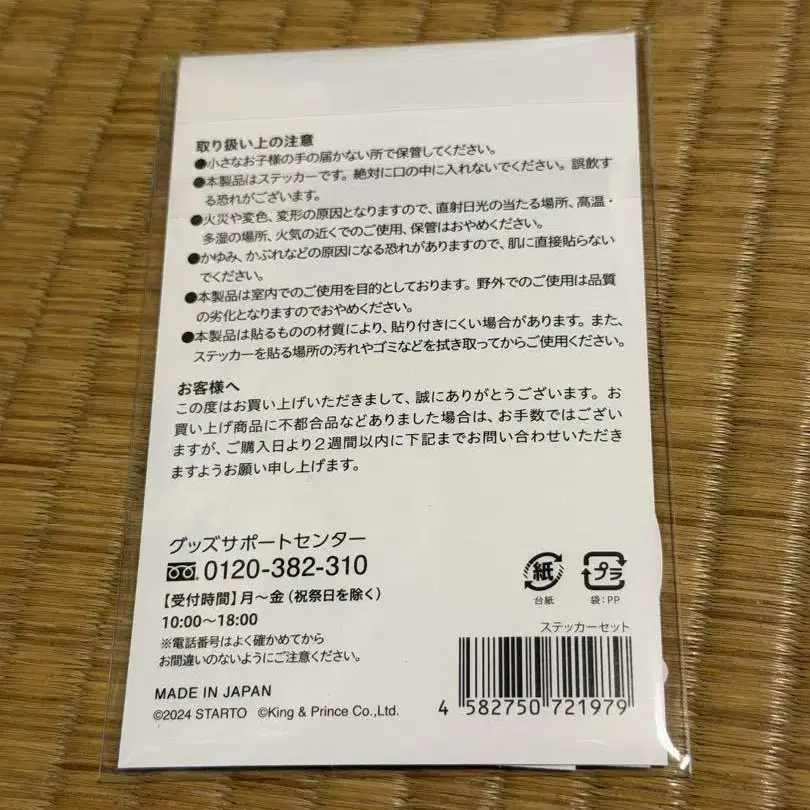 取り扱い上の注意
●小さなお子様の手の届かない所で保管してください。
●本製品はステッカーです。絶対に口の中に入れないでください。誤飲す
る恐れがございます。
●火災や変色、変形の原因となりますので、直射日光の当たる場所、高温・
多湿の場所、火気の近くでのご使用、保管はおやめください。
●かゆみ、かぶれなどの原因になる恐れがありますので、肌に直接貼らない
でください。
●本製品は室内でのご使用を目的としております。野外でのご使用は品質
の劣化となりますのでおやめください。
●本製品は貼るものの材質により、貼り付きにくい場合があります。また、
ステッカーを貼る場所の汚れやゴミなどを拭き取ってからご使用ください。
お客様へ
この度はお買い上げいただきまして、誠にありがとうございます。お
買い上げ商品に不都合品などありました場合は、お手数ではござい
ますが、ご購入日より2週間以内に下記までお問い合わせいただき
ますようお願い申し上げます。
グッズサポートセンター
0120-382-310
【受付時間】月～金（祝祭日を除く）
10:00～18:00
※電話番号はよく確かめてから
お間違いのないようにご注意ください。
MADE IN JAPAN
©2024 STARTO ©King & Prince Co.,Ltd.
紙
台紙
プラ
袋:PP
ステッカーセット
4 582750 721979